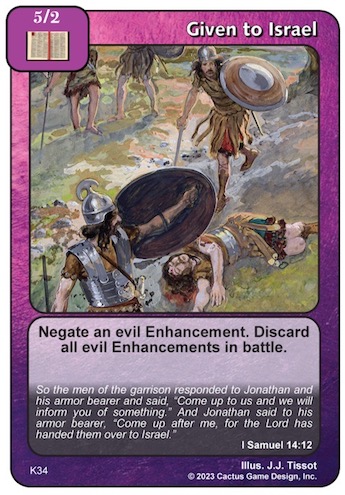 5/2
Given to Israel
Negate an evil Enhancement. Discard
all evil Enhancements in battle.
So the men of the garrison responded to Jonathan and
his armor bearer and said, “Come up to us and we will
inform you of something.” And Jonathan said to his
armor bearer, “Come up after me, for the Lord has
handed them over to Israel.”
I Samuel 14:12
Illus. J.J. Tissot
K34
© 2023 Cactus Game Design, Inc.